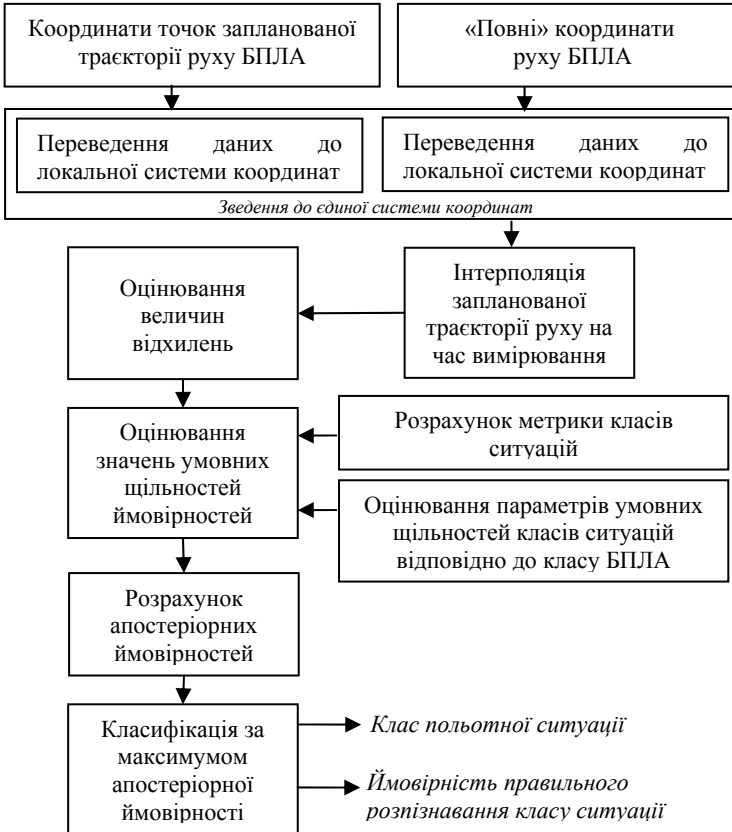 Координати точок запланованої
траєкторії руху БПЛА
«Повні» координати
руху БПЛА
Переведення даних до
локальної системи координат
Переведення даних до
локальної системи координат
Зведення до єдиної системи координат
Оцінювання
величин
відхилень
Інтерполяція
запланованої
траєкторії руху на
час вимірювання
Оцінювання
значень умовних
щільностей
ймовірностей
Розрахунок метрики класів
ситуацій
Оцінювання параметрів умовних
щільностей класів ситуацій
відповідно до класу БПЛА
Розрахунок
апостеріорних
ймовірностей
Класифікація за
максимумом
апостеріорної
ймовірності
Клас польотної ситуації
Ймовірність правильного
розпізнавання класу ситуації